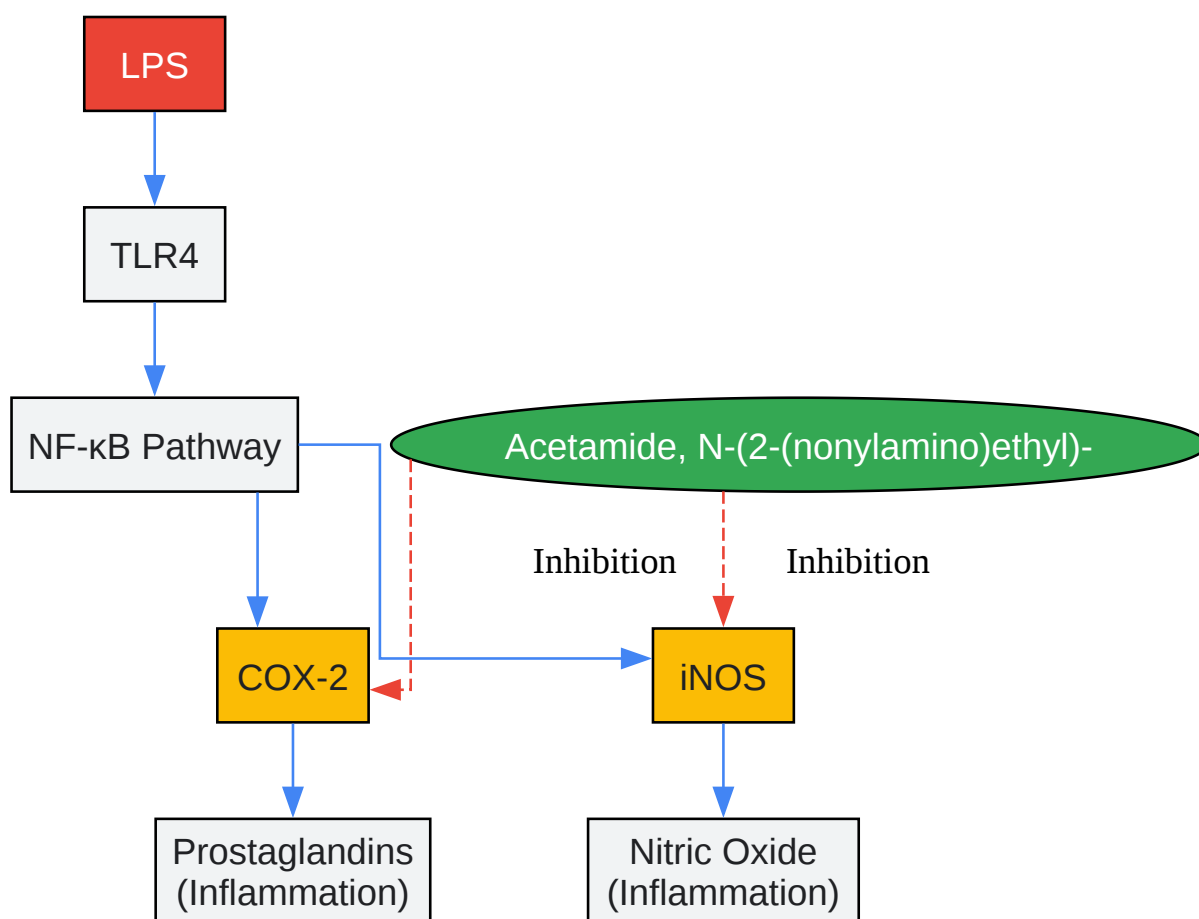 LPS
TLR4
NF-κB Pathway
Acetamide, N-(2-(nonylamino)ethyl)-
Inhibition
Inhibition
COX-2
iNOS
Prostaglandins
(Inflammation)
Nitric Oxide
(Inflammation)